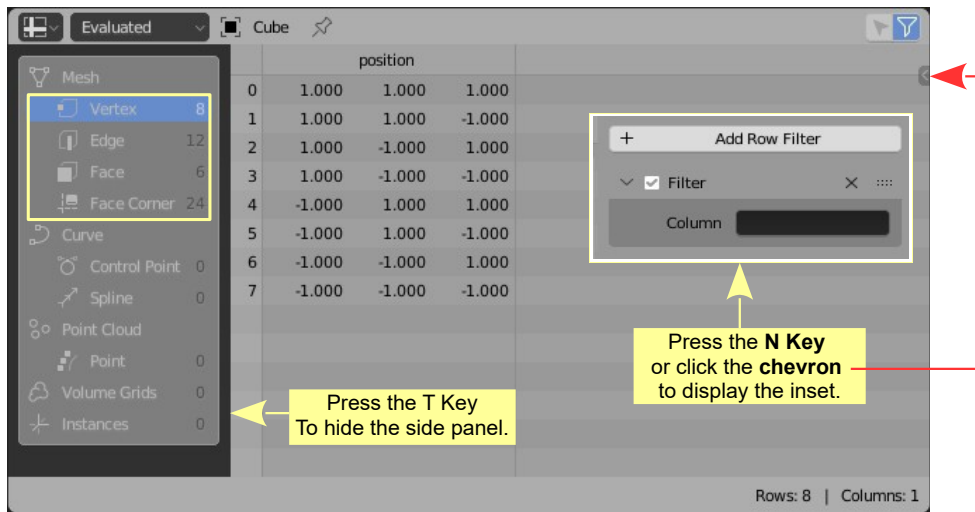 Evaluated Cube
Mesh
Vertex 8
Edge 12
Face 6
Face Corner 24
Curve
Control Point 0
Spline 0
Point Cloud
Point 0
Volume Grids 0
Instances 0
position
0 1.000 1.000 1.000
1 1.000 1.000 -1.000
2 1.000 -1.000 1.000
3 1.000 -1.000 -1.000
4 -1.000 1.000 1.000
5 -1.000 1.000 -1.000
6 -1.000 -1.000 1.000
7 -1.000 -1.000 -1.000
+ Add Row Filter
Filter
Column
Press the N Key
or click the chevron
to display the inset.
Press the T Key
To hide the side panel.
Rows: 8 | Columns: 1